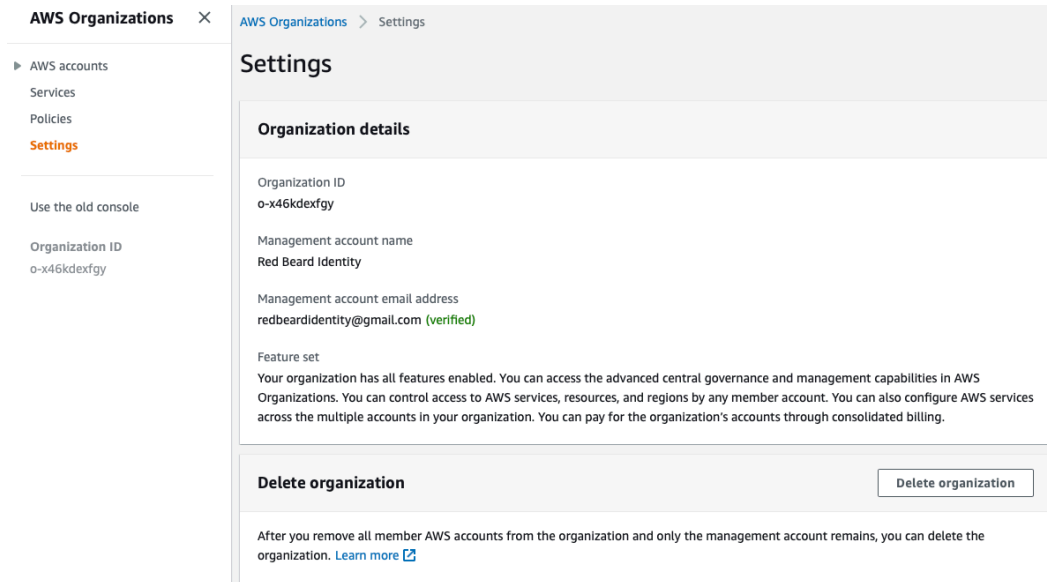 AWS Organizations
AWS accounts
Services
Policies
Settings
Use the old console
Organization ID
o-x46kdexfgy
AWS Organizations > Settings
Settings
Organization details
Organization ID
o-x46kdexfgy
Management account name
Red Beard Identity
Management account email address
redbeardidentity@gmail.com (verified)
Feature set
Your organization has all features enabled. You can access the advanced central governance and management capabilities in AWS
Organizations. You can control access to AWS services, resources, and regions by any member account. You can also configure AWS services
across the multiple accounts in your organization. You can pay for the organization's accounts through consolidated billing.
Delete organization
Delete organization
After you remove all member AWS accounts from the organization and only the management account remains, you can delete the
organization. Learn more